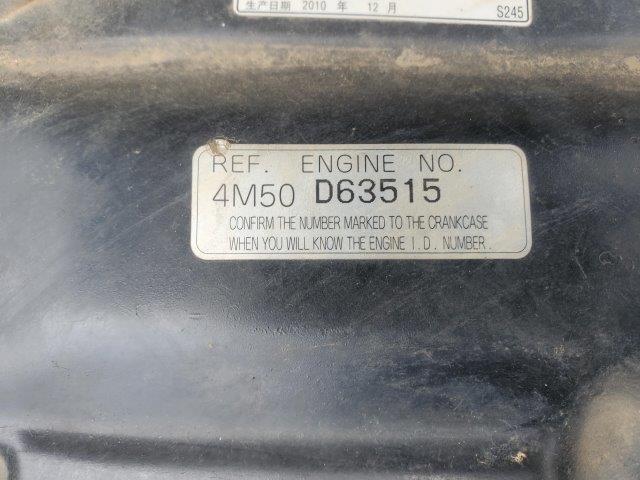 生产日期 2010 年 12 月
S245
REF. ENGINE NO.
4M50 D63515
CONFIRM THE NUMBER MARKED TO THE CRANKCASE
WHEN YOU WILL KNOW THE ENGINE I.D. NUMBER.